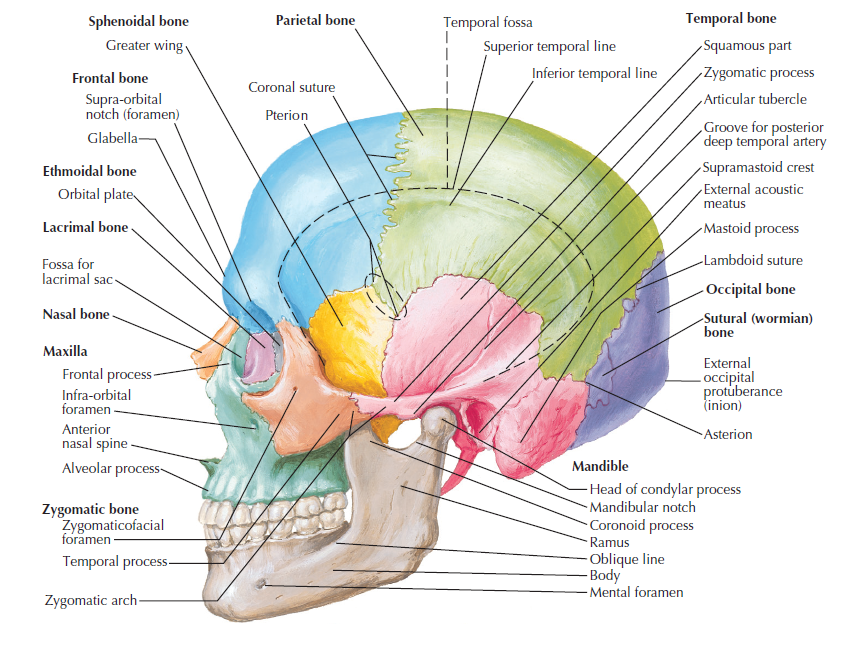 Sphenoidal bone
Greater wing
Frontal bone
Supra-orbital
notch (foramen)
Glabella
Ethmoidal bone
Orbital plate
Lacrimal bone
Fossa for
lacrimal sac
Nasal bone
Maxilla
Frontal process
Infra-orbital
foramen
Anterior
nasal spine
Alveolar process
Zygomatic bone
Zygomaticofacial
foramen
Temporal process
Zygomatic arch
Parietal bone
Coronal suture
Pterion
Temporal fossa
Superior temporal line
Inferior temporal line
Temporal bone
Squamous part
Zygomatic process
Articular tubercle
Groove for posterior
deep temporal artery
Supramastoid crest
External acoustic
meatus
Mastoid process
Lambdoid suture
Occipital bone
Sutural (wormian)
bone
External
occipital
protuberance
(inion)
Asterion
Mandible
Head of condylar process
Mandibular notch
Coronoid process
Ramus
Oblique line
Body
Mental foramen